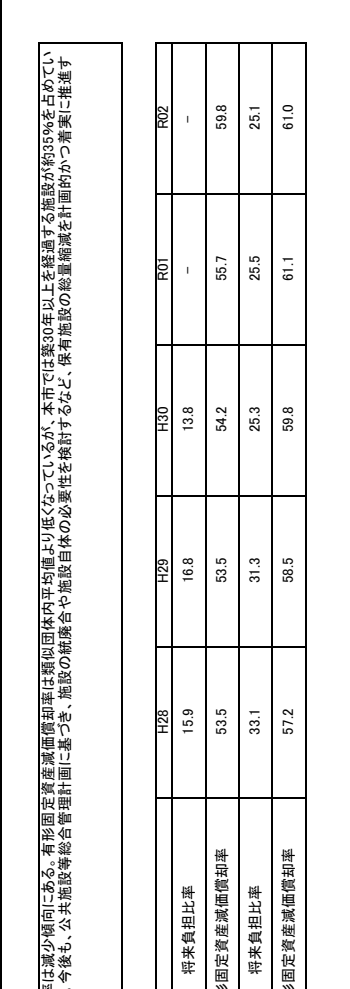 率は減少傾向にある。有形固定資産減価償却率は類似団体内平均値より低くなっているが、本市では築30年以上を経過する施設が約35%を占めてい
、今後も、公共施設等総合管理計画に基づき、施設の統廃合や施設自体の必要性を検討するなど、保有施設の総量縮減を計画的かつ着実に推進す
H28 H29 H30 R01 R02
将来負担比率 15.9 16.8 13.8 - -
形固定資産減価償却率 53.5 53.5 54.2 55.7 59.8
将来負担比率 33.1 31.3 25.3 25.5 25.1
形固定資産減価償却率 57.2 58.5 59.8 61.1 61.0